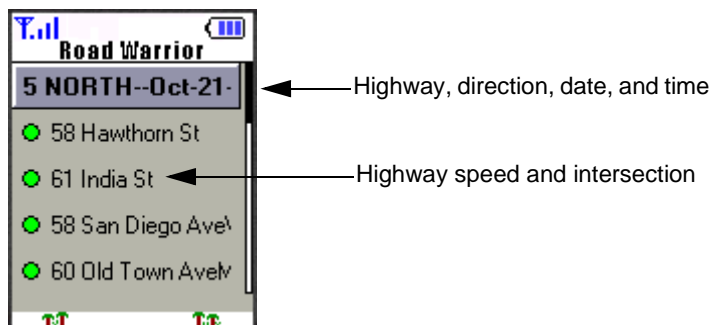 Road Warrior
5 NORTH--Oct-21-
Highway, direction, date, and time
58 Hawthorn St
61 India St
Highway speed and intersection
58 San Diego Ave
60 Old Town Ave